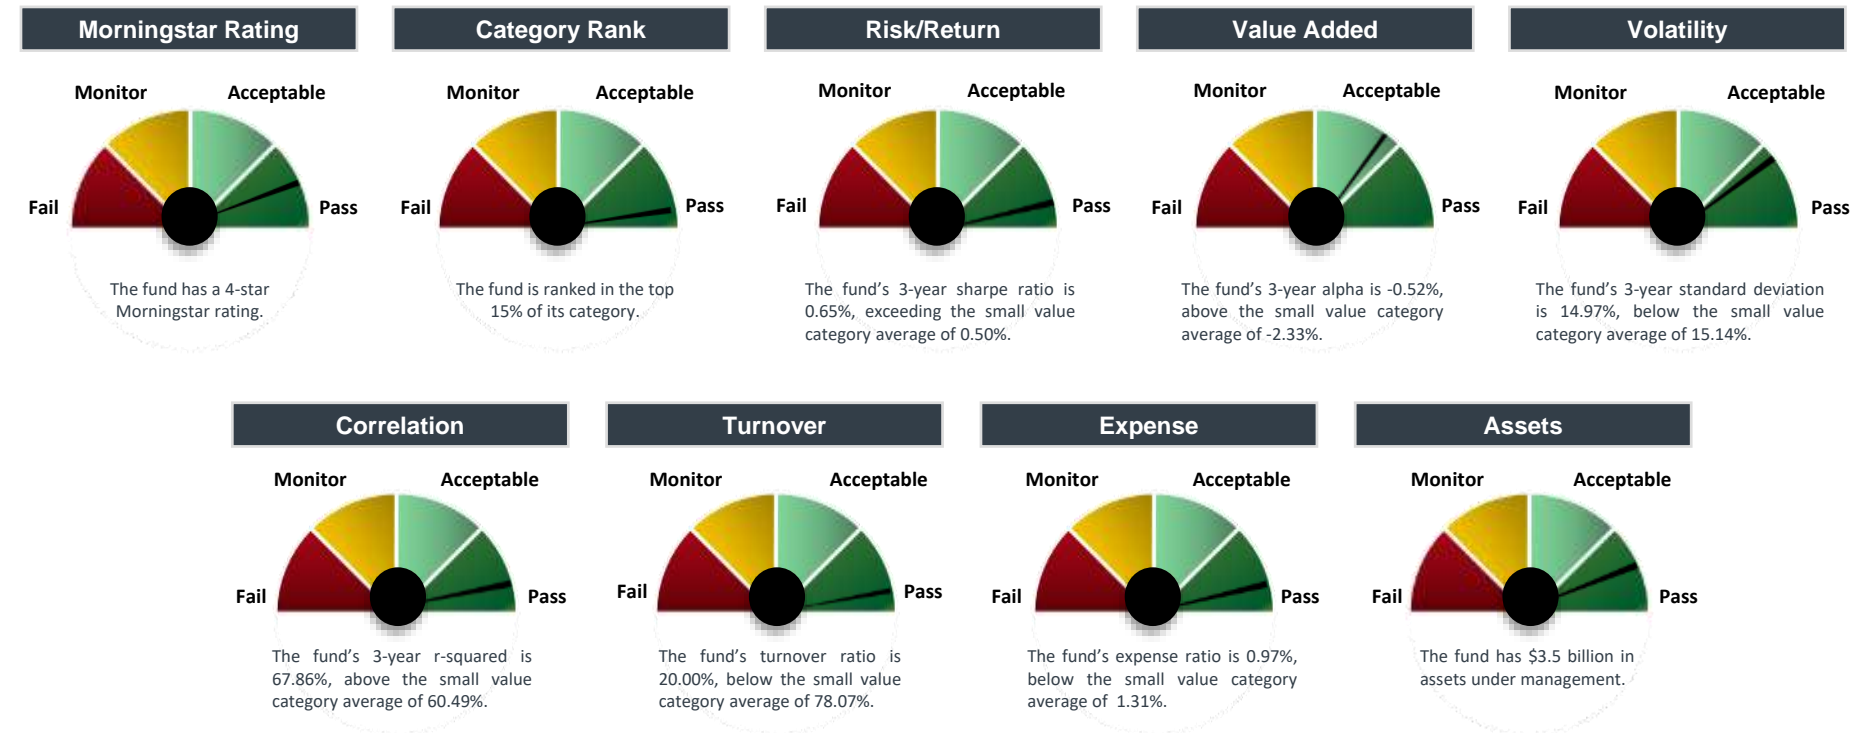 Morningstar Rating
Category Rank
Risk/Return
Value Added
Volatility
Monitor
Acceptable
Fail
Pass
The fund has a 4-star
Morningstar rating.
Monitor
Acceptable
Fail
Pass
The fund is ranked in the top
15% of its category.
Monitor
Acceptable
Fail
Pass
The fund's 3-year sharpe ratio is
0.65%, exceeding the small value
category average of 0.50%.
Monitor
Acceptable
Fail
Pass
The fund's 3-year alpha is -0.52%,
above the small value category
average of -2.33%.
Monitor
Acceptable
Fail
Pass
The fund's 3-year standard deviation
is 14.97%, below the small value
category average of 15.14%.
Correlation
Turnover
Expense
Assets
Monitor
Acceptable
Fail
Pass
The fund's 3-year r-squared is
67.86%, above the small value
category average of 60.49%.
Monitor
Acceptable
Fail
Pass
The fund's turnover ratio is
20.00%, below the small value
category average of 78.07%.
Monitor
Acceptable
Fail
Pass
The fund's expense ratio is 0.97%,
below the small value category
average of 1.31%.
Monitor
Acceptable
Fail
Pass
The fund has $3.5 billion in
assets under management.